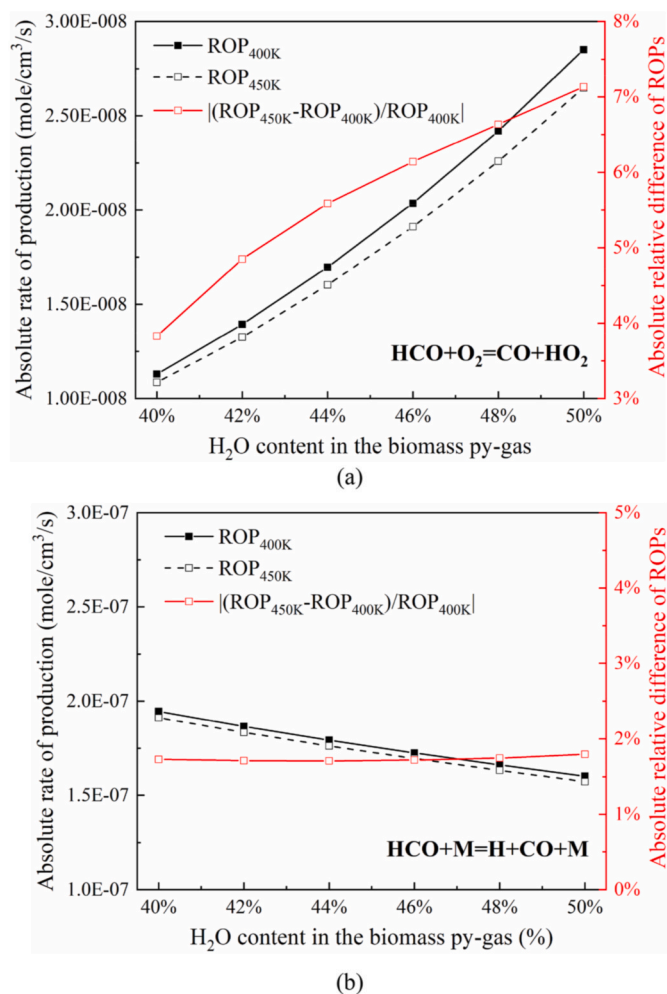 3.00E-008
2.50E-008
2.00E-008
1.50E-008
1.00E-008
Absolute rate of production (mole/cm³/s)
ROP₄₀₀K
ROP₄₅₀K
|(ROP₄₅₀K-ROP₄₀₀K)/ROP₄₀₀K|
HCO+O₂=CO+HO₂
8%
7%
6%
5%
4%
3%
Absolute relative difference of ROPs
40% 42% 44% 46% 48% 50%
H₂O content in the biomass py-gas
(a)
3.0E-07
2.5E-07
2.0E-07
1.5E-07
1.0E-07
Absolute rate of production (mole/cm³/s)
ROP₄₀₀K
ROP₄₅₀K
|(ROP₄₅₀K-ROP₄₀₀K)/ROP₄₀₀K|
HCO+M=H+CO+M
5%
4%
3%
2%
1%
0%
Absolute relative difference of ROPs
40% 42% 44% 46% 48% 50%
H₂O content in the biomass py-gas (%)
(b)